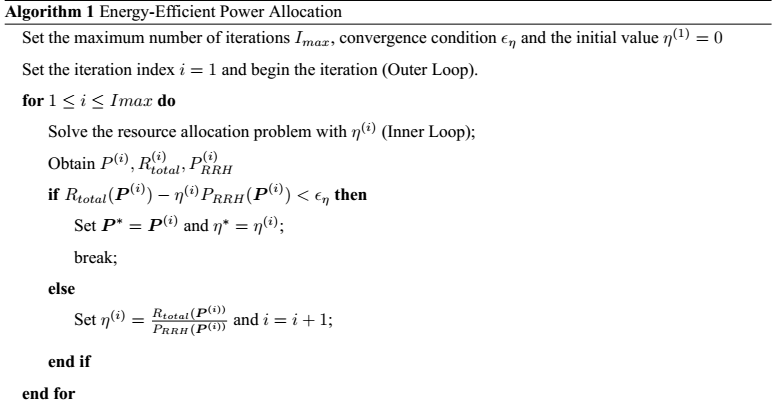 Algorithm 1 Energy-Efficient Power Allocation
Set the maximum number of iterations $I_{max}$, convergence condition $\epsilon_\eta$ and the initial value $\eta^{(1)} = 0$
Set the iteration index $i = 1$ and begin the iteration (Outer Loop).
for $1 \leq i \leq Imax$ do
Solve the resource allocation problem with $\eta^{(i)}$ (Inner Loop);
Obtain $P^{(i)}, R_{total}^{(i)}, P_{RRH}^{(i)}$
if $R_{total}(\boldsymbol{P}^{(i)}) - \eta^{(i)} P_{RRH}(\boldsymbol{P}^{(i)}) < \epsilon_\eta$ then
Set $\boldsymbol{P}^* = \boldsymbol{P}^{(i)}$ and $\eta^* = \eta^{(i)}$;
break;
else
Set $\eta^{(i)} = \frac{R_{total}(\boldsymbol{P}^{(i)})}{P_{RRH}(\boldsymbol{P}^{(i)})}$ and $i = i + 1$;
end if
end for